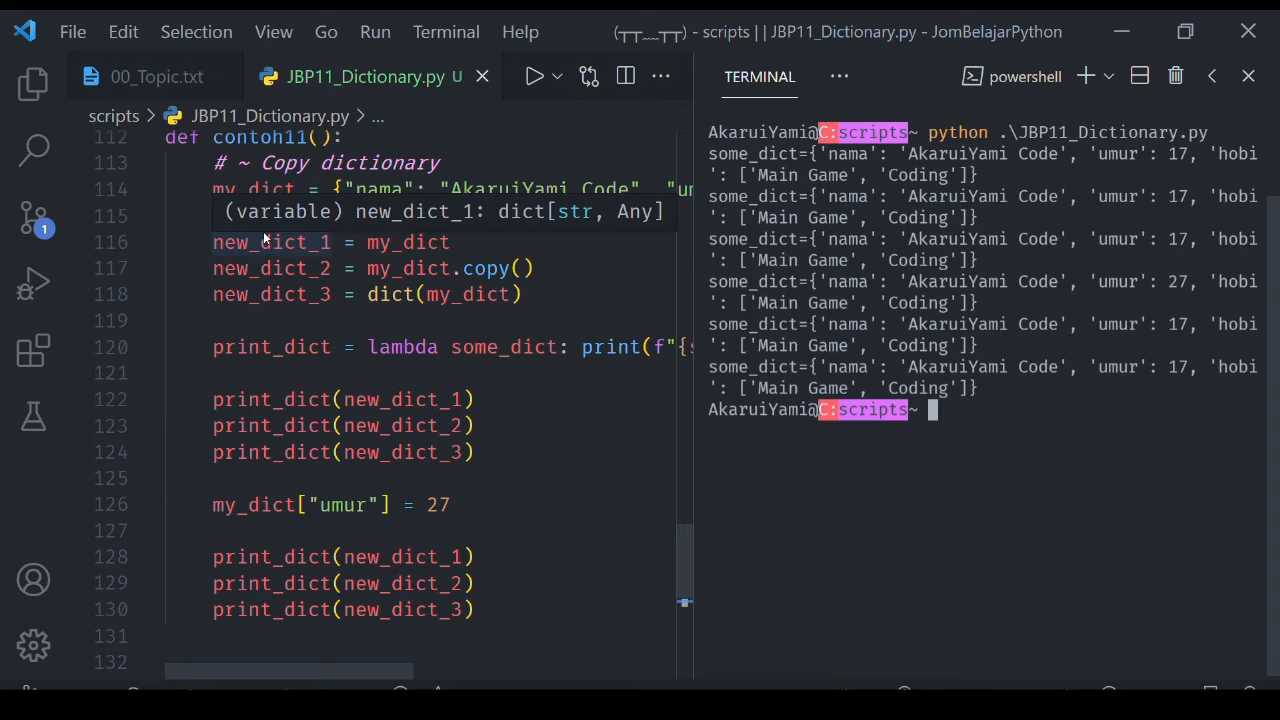 File Edit Selection View Go Run Terminal Help (┬┬﹏┬┬) - scripts || JBP11_Dictionary.py - JomBelajarPython
00_Topic.txt JBP11_Dictionary.py U
TERMINAL powershell
scripts > JBP11_Dictionary.py > ...
112 def contoh11():
113 # ~ Copy dictionary
114 my_dict = {"nama": "AkaruiYami Code", "um
115 (variable) new_dict_1: dict[str, Any]
116 new_dict_1 = my_dict
117 new_dict_2 = my_dict.copy()
118 new_dict_3 = dict(my_dict)
119
120 print_dict = lambda some_dict: print(f"{s
121
122 print_dict(new_dict_1)
123 print_dict(new_dict_2)
124 print_dict(new_dict_3)
125
126 my_dict["umur"] = 27
127
128 print_dict(new_dict_1)
129 print_dict(new_dict_2)
130 print_dict(new_dict_3)
131
132
1
AkaruiYami@C:scripts~ python .\JBP11_Dictionary.py
some_dict={'nama': 'AkaruiYami Code', 'umur': 17, 'hobi
': ['Main Game', 'Coding']}
some_dict={'nama': 'AkaruiYami Code', 'umur': 17, 'hobi
': ['Main Game', 'Coding']}
some_dict={'nama': 'AkaruiYami Code', 'umur': 17, 'hobi
': ['Main Game', 'Coding']}
some_dict={'nama': 'AkaruiYami Code', 'umur': 27, 'hobi
': ['Main Game', 'Coding']}
some_dict={'nama': 'AkaruiYami Code', 'umur': 17, 'hobi
': ['Main Game', 'Coding']}
some_dict={'nama': 'AkaruiYami Code', 'umur': 17, 'hobi
': ['Main Game', 'Coding']}
AkaruiYami@C:scripts~